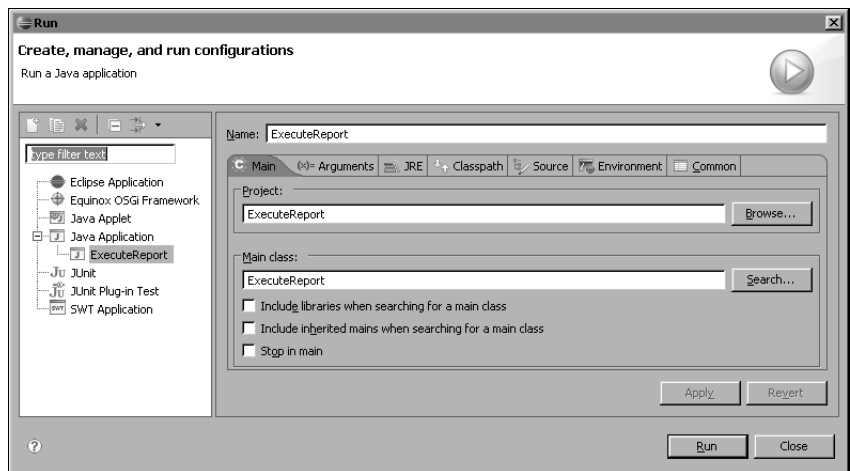 Run
Create, manage, and run configurations
Run a Java application
type filter text
Eclipse Application
Equinox OSGi Framework
Java Applet
Java Application
ExecuteReport
JUnit
JUnit Plug-in Test
SWT Application
Name: ExecuteReport
Main (x)= Arguments JRE Classpath Source Environment Common
Project:
ExecuteReport Browse...
Main class:
ExecuteReport Search...
Include libraries when searching for a main class
Include inherited mains when searching for a main class
Stop in main
Apply Revert
Run Close